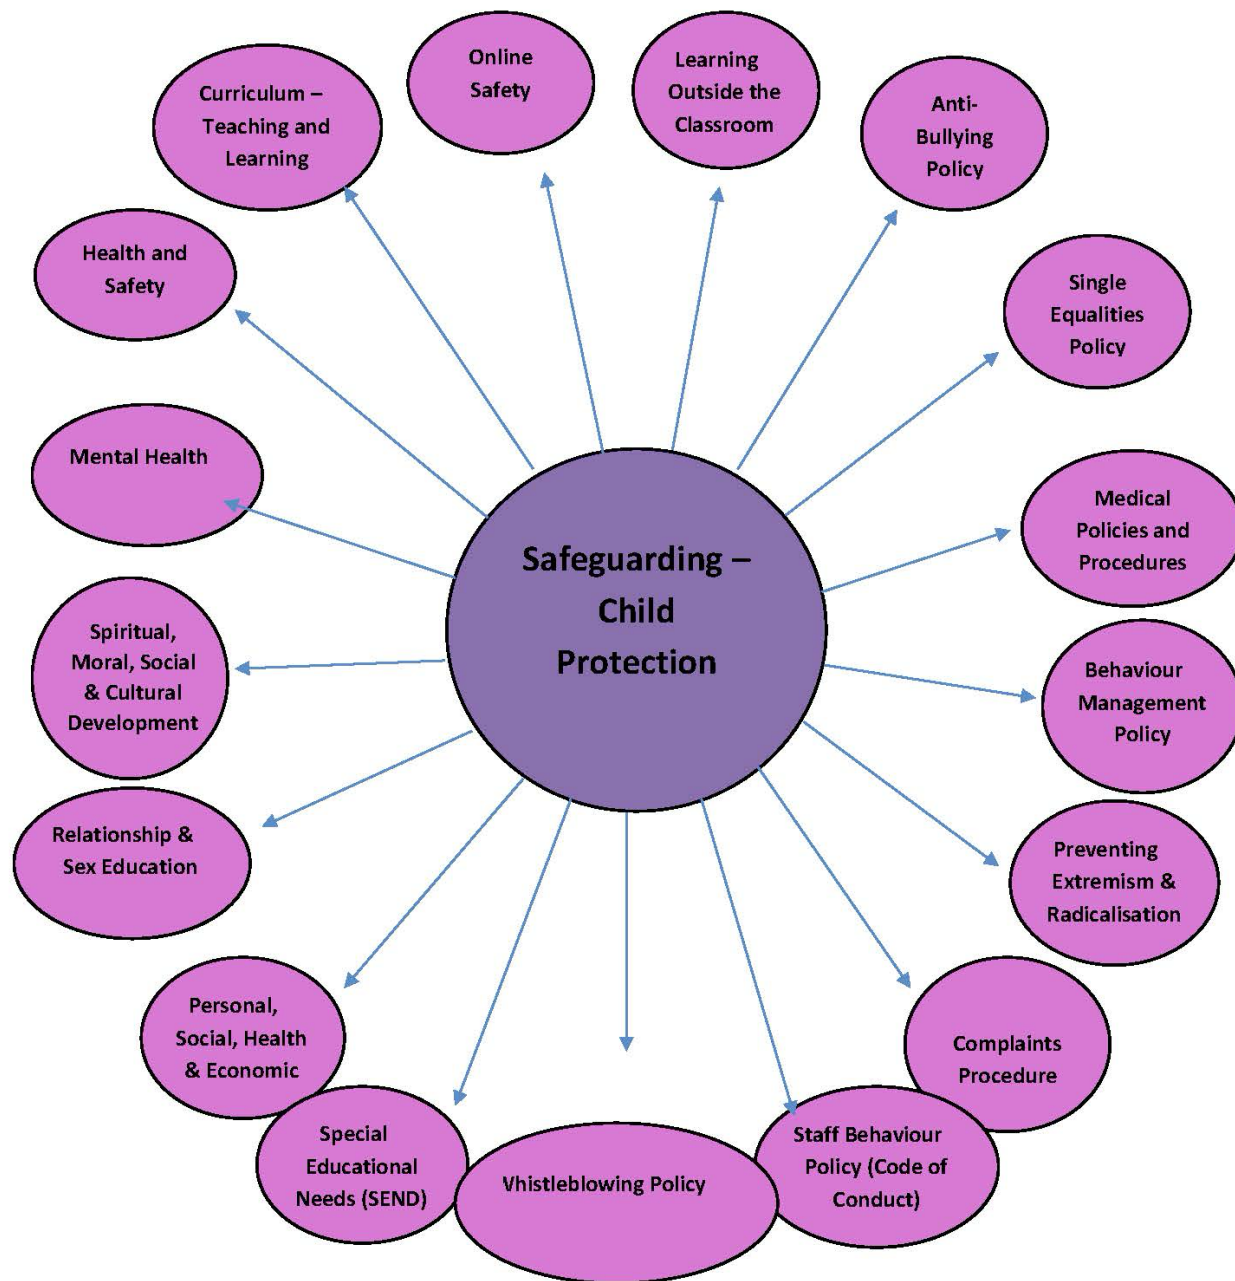 Online
Safety
Learning
Outside the
Classroom
Curriculum –
Teaching and
Learning
Anti-
Bullying
Policy
Health and
Safety
Single
Equalities
Policy
Mental Health
Medical
Policies and
Procedures
Safeguarding –
Child
Protection
Spiritual,
Moral, Social
& Cultural
Development
Behaviour
Management
Policy
Relationship &
Sex Education
Preventing
Extremism &
Radicalisation
Personal,
Social, Health
& Economic
Complaints
Procedure
Special
Educational
Needs (SEND)
Vhistleblowing Policy
Staff Behaviour
Policy (Code of
Conduct)